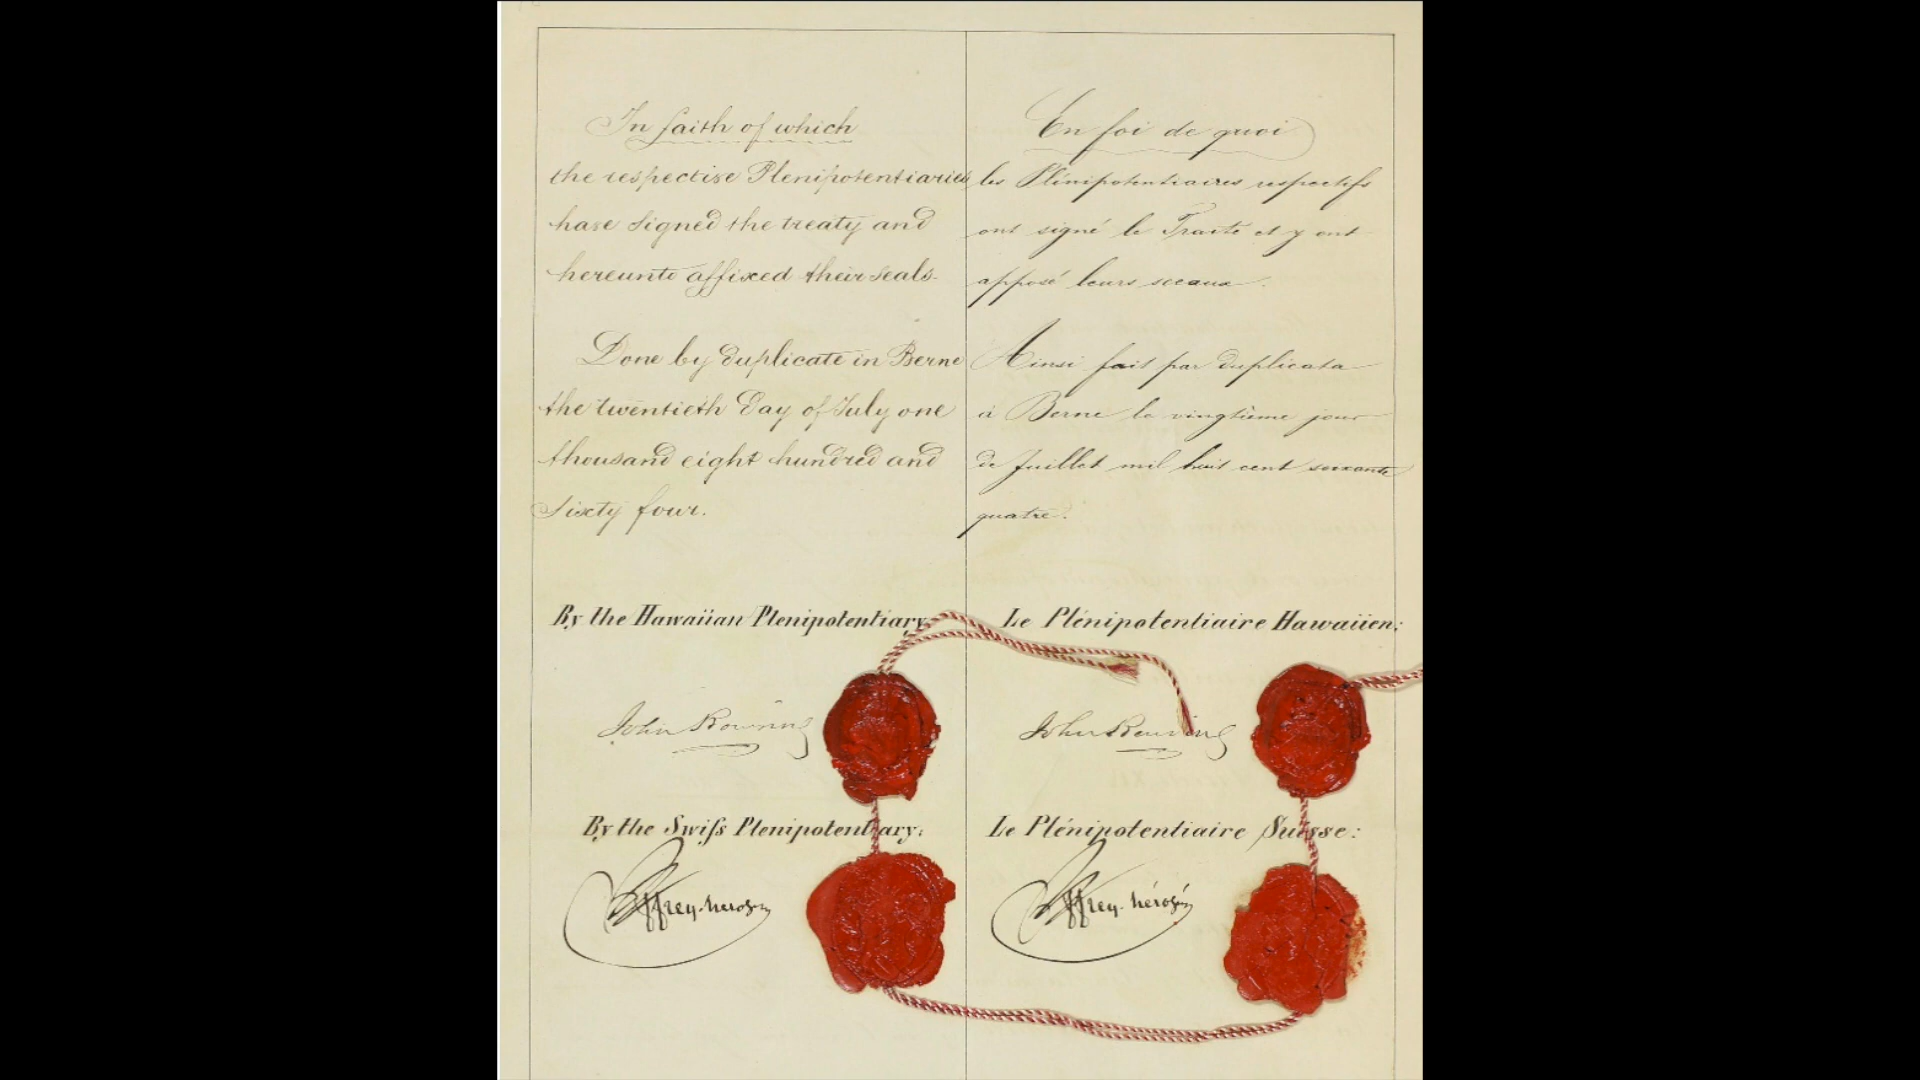 In faith of which
the respective Plenipotentiaries
have signed the treaty and
hereunto affixed their seals.
Done by duplicate in Berne
the twentieth Day of July one
thousand eight hundred and
sixty four.
By the Hawaiian Plenipotentiary:
John Bowring
By the Swiſs Plenipotentiary:
Frey-Herosé
En foi de quoi
les Plénipotentiaires respectifs
ont signé le Traité et y ont
apposé leurs sceaux.
Ainsi fait par duplicata
à Berne le vingtième jour
de Juillet mil huit cent soixante
quatre.
Le Plénipotentiaire Hawaiien:
John Bowring
Le Plénipotentiaire Suisse:
Frey-Hérosé